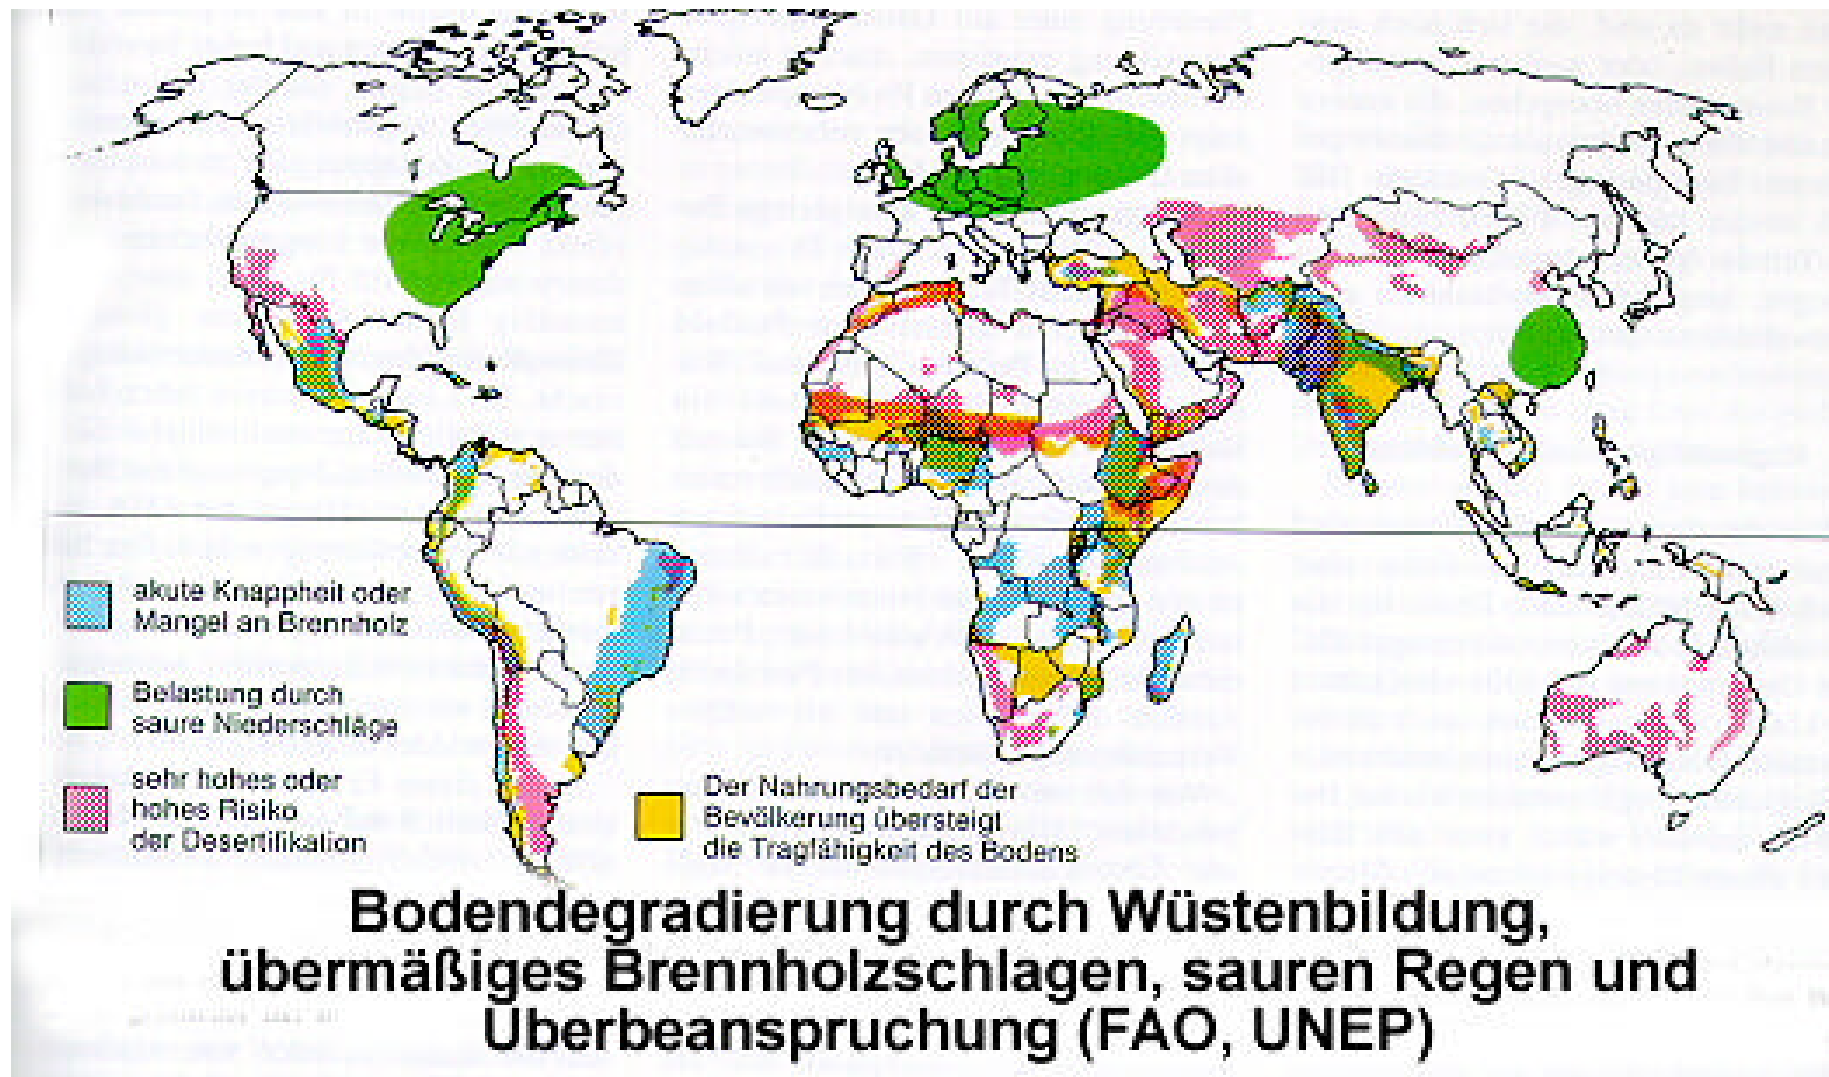 akute Knappheit oder
Mangel an Brennholz
Belastung durch
saure Niederschläge
sehr hohes oder
hohes Risiko
der Desertifikation
Der Nahrungsbedarf der
Bevölkerung übersteigt
die Tragfähigkeit des Bodens
Bodendegradierung durch Wüstenbildung,
übermäßiges Brennholzschlagen, sauren Regen und
Überbeanspruchung (FAO, UNEP)